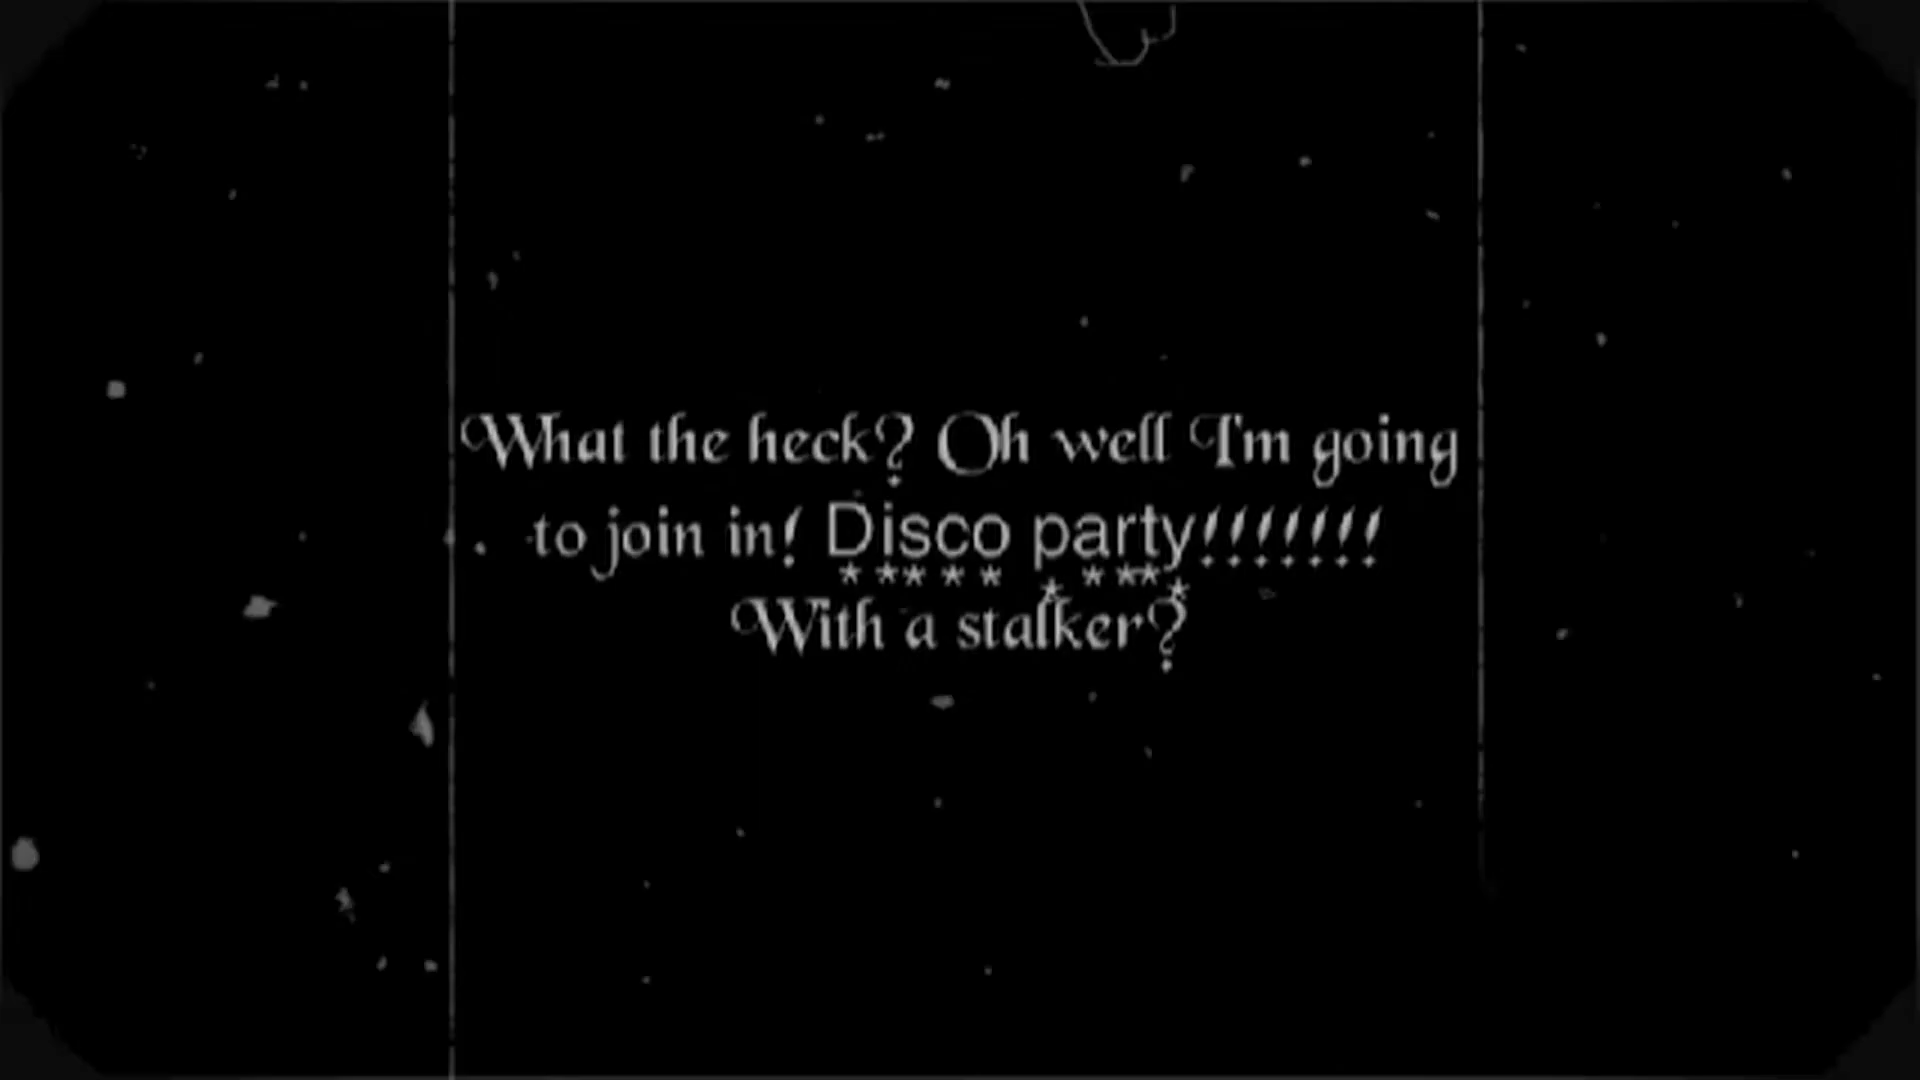 What the heck? Oh well I'm going
to join in! Disco party!!!!!!!
With a stalker?